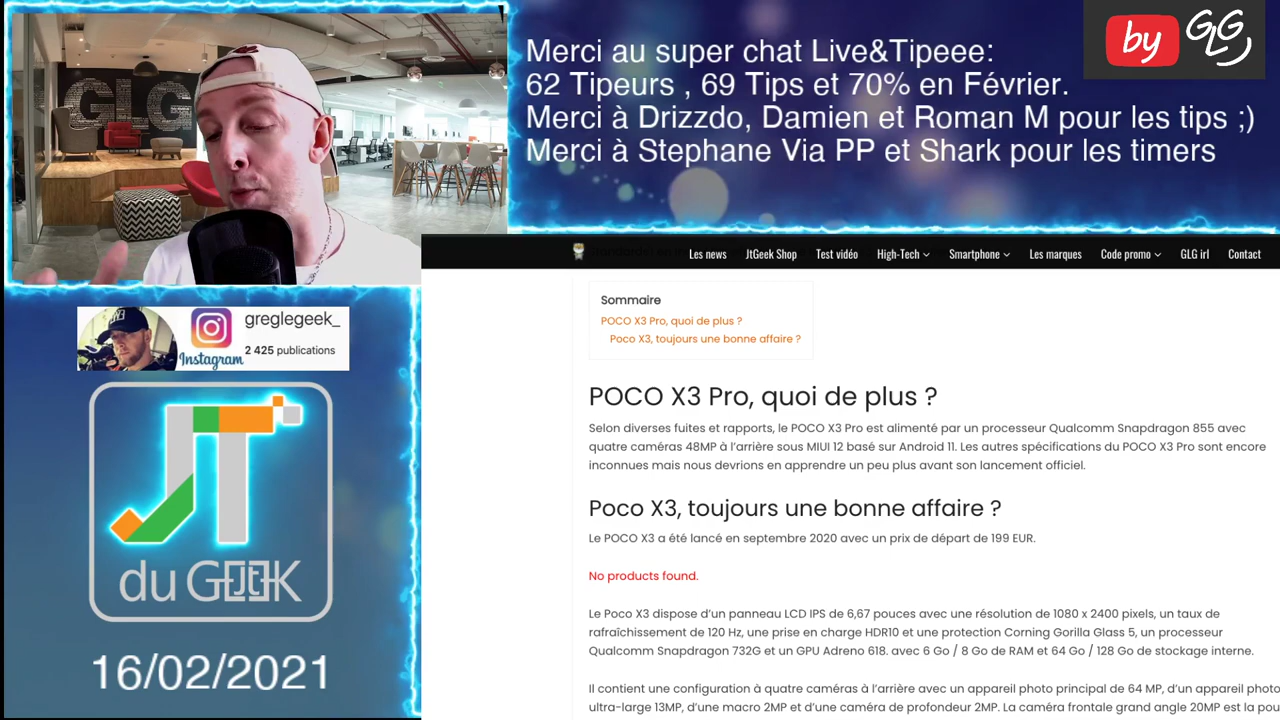 GLG
Merci au super chat Live&Tipeee:
62 Tipeurs , 69 Tips et 70% en Février.
Merci à Drizzdo, Damien et Roman M pour les tips ;)
Merci à Stephane Via PP et Shark pour les timers
by GLG
Les news JtGeek Shop Test vidéo High-Tech Smartphone Les marques Code promo GLG irl Contact
greglegeek_
Instagram
2 425 publications
JT
du GEEK
16/02/2021
Sommaire
POCO X3 Pro, quoi de plus ?
Poco X3, toujours une bonne affaire ?
POCO X3 Pro, quoi de plus ?
Selon diverses fuites et rapports, le POCO X3 Pro est alimenté par un processeur Qualcomm Snapdragon 855 avec
quatre caméras 48MP à l’arrière sous MIUI 12 basé sur Android 11. Les autres spécifications du POCO X3 Pro sont encore
inconnues mais nous devrions en apprendre un peu plus avant son lancement officiel.
Poco X3, toujours une bonne affaire ?
Le POCO X3 a été lancé en septembre 2020 avec un prix de départ de 199 EUR.
No products found.
Le Poco X3 dispose d’un panneau LCD IPS de 6,67 pouces avec une résolution de 1080 x 2400 pixels, un taux de
rafraîchissement de 120 Hz, une prise en charge HDR10 et une protection Corning Gorilla Glass 5, un processeur
Qualcomm Snapdragon 732G et un GPU Adreno 618. avec 6 Go / 8 Go de RAM et 64 Go / 128 Go de stockage interne.
Il contient une configuration à quatre caméras à l’arrière avec un appareil photo principal de 64 MP, d’un appareil photo
ultra-large 13MP, d’une macro 2MP et d’une caméra de profondeur 2MP. La caméra frontale grand angle 20MP est la pou